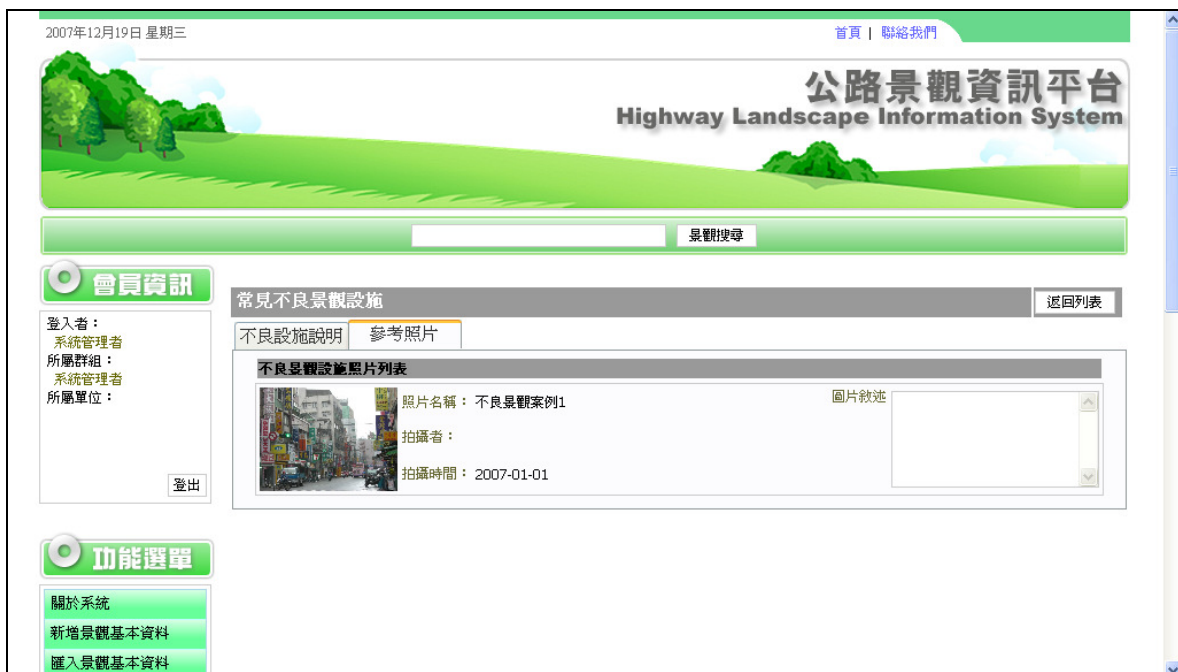 2007年12月19日 星期三
首頁 | 聯絡我們
公路景觀資訊平台
Highway Landscape Information System
景觀搜尋
會員資訊
登入者：
系統管理者
所屬群組：
系統管理者
所屬單位：
登出
常見不良景觀設施
返回列表
不良設施說明
參考照片
不良景觀設施照片列表
照片名稱：不良景觀案例1
圖片敘述
拍攝者：
拍攝時間：2007-01-01
功能選單
關於系統
新增景觀基本資料
匯入景觀基本資料